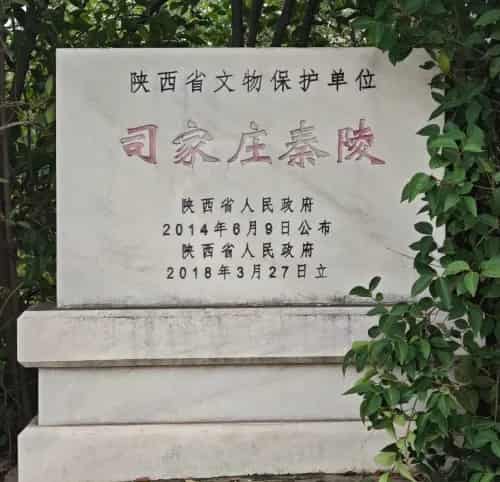 陕西省文物保护单位
司家庄秦陵
陕西省人民政府
2014年6月9日公布
陕西省人民政府
2018年3月27日立